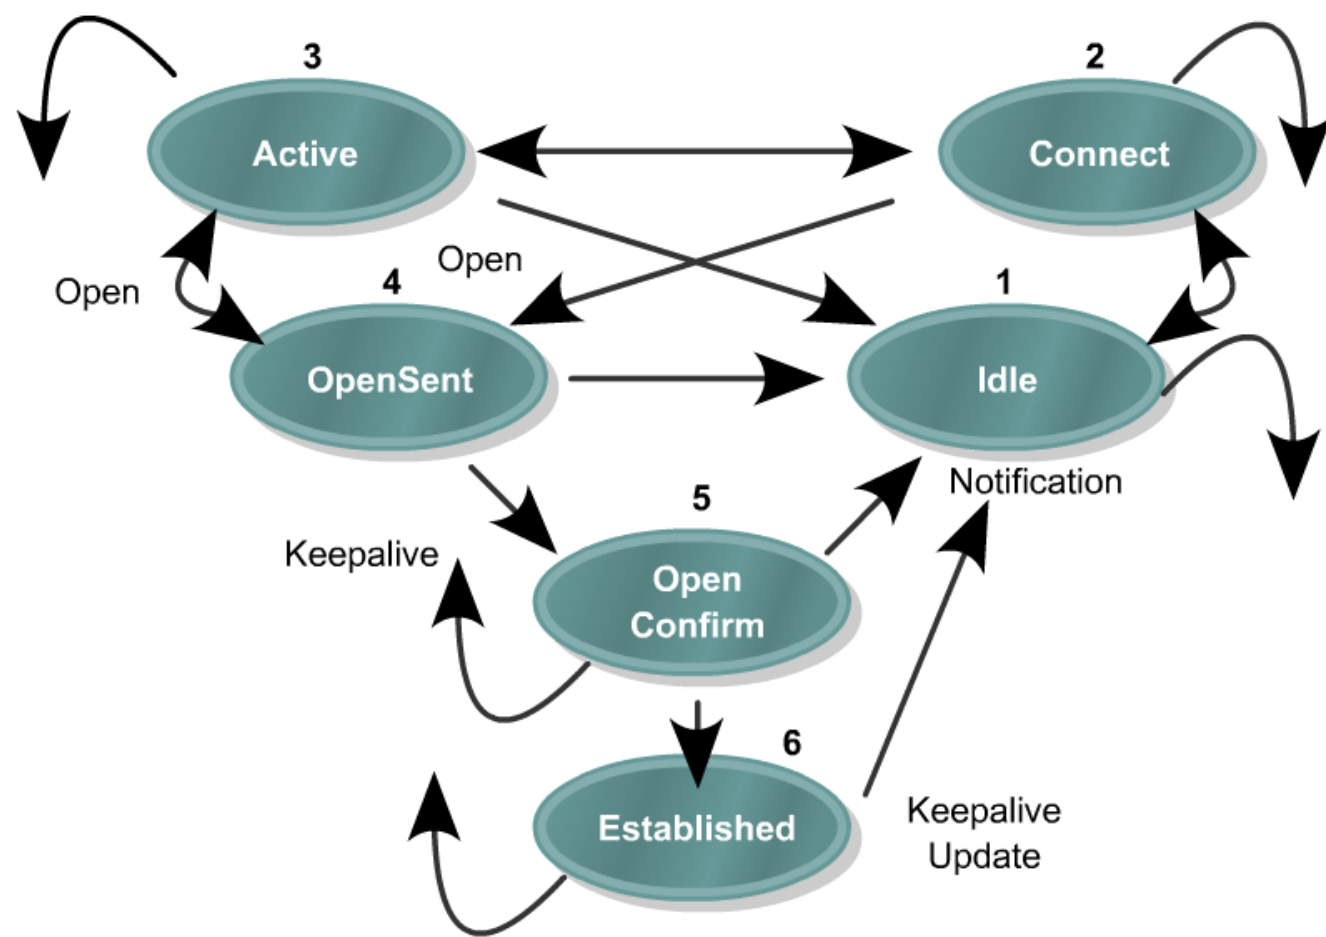 3
2
Active
Connect
Open
Open
4
1
OpenSent
Idle
Notification
5
Keepalive
Open
Confirm
6
Established
Keepalive
Update